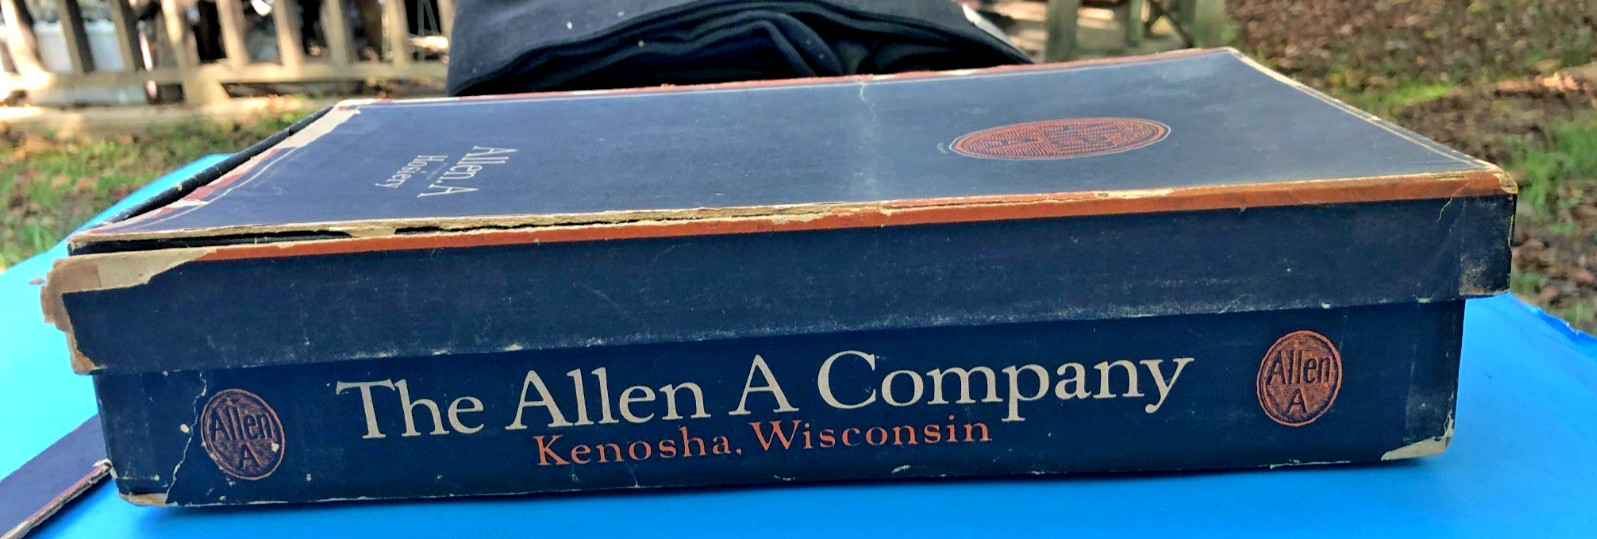 Allen.A
Hosiery
The Allen A Company
Kenosha, Wisconsin
Allen
A
Allen
A